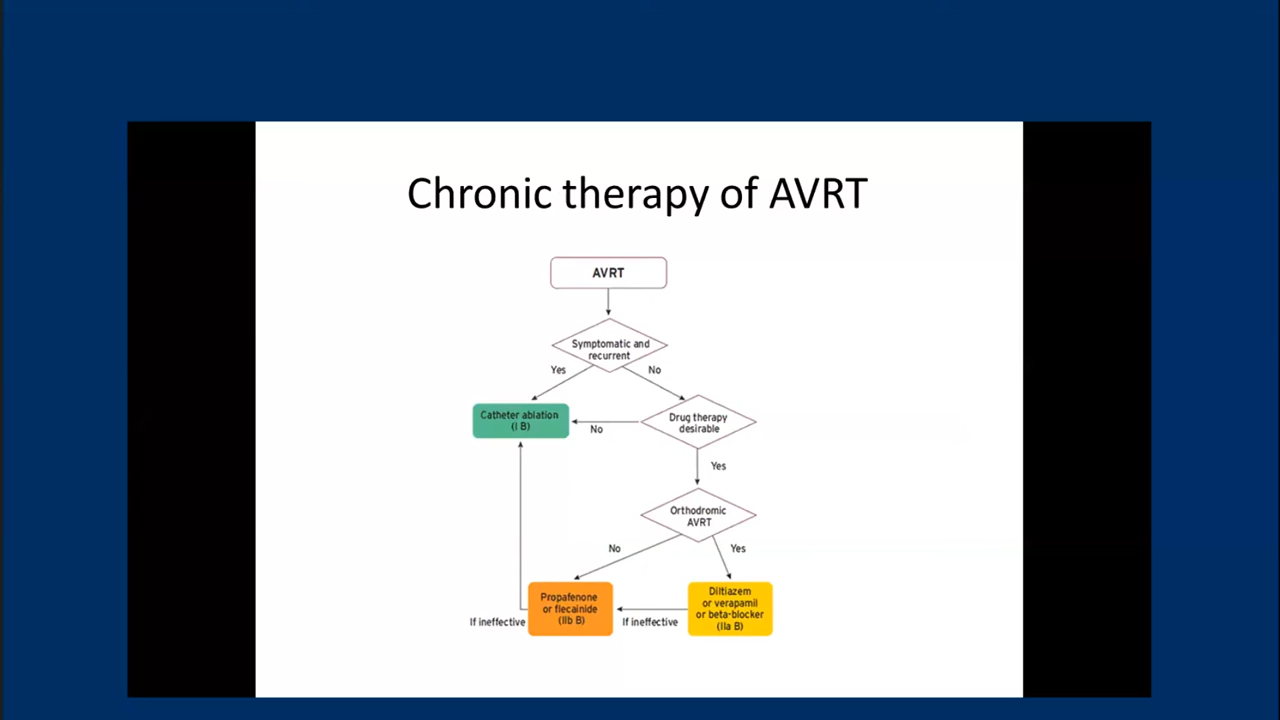 Chronic therapy of AVRT
AVRT
Symptomatic and
recurrent
Yes
No
Catheter ablation
(I B)
No
Drug therapy
desirable
Yes
Orthodromic
AVRT
No
Yes
Propafenone
or flecainide
(IIb B)
Diltiazem
or verapamil
or beta-blocker
(IIa B)
If ineffective
If ineffective